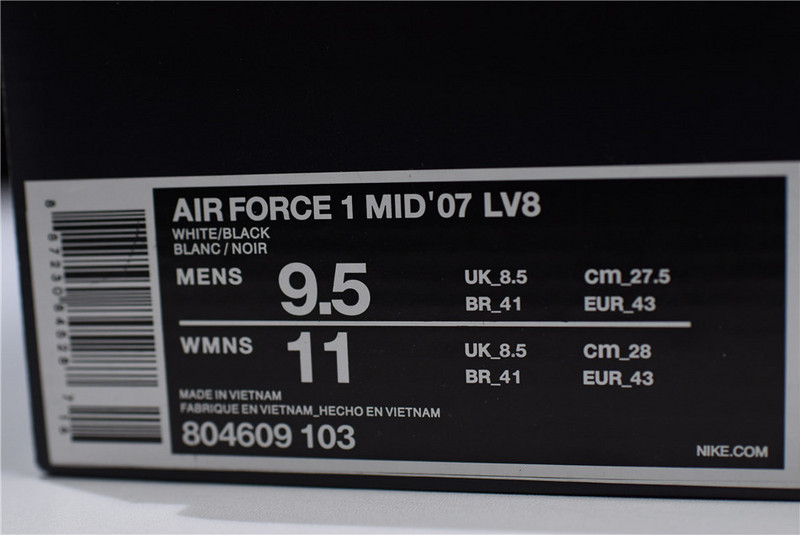 AIR FORCE 1 MID '07 LV8
WHITE/BLACK
BLANC / NOIR
MENS 9.5 UK_8.5 cm_27.5
BR_41 EUR_43
WMNS 11 UK_8.5 cm_28
BR_41 EUR_43
MADE IN VIETNAM
FABRIQUE EN VIETNAM_HECHO EN VIETNAM
804609 103
NIKE.COM